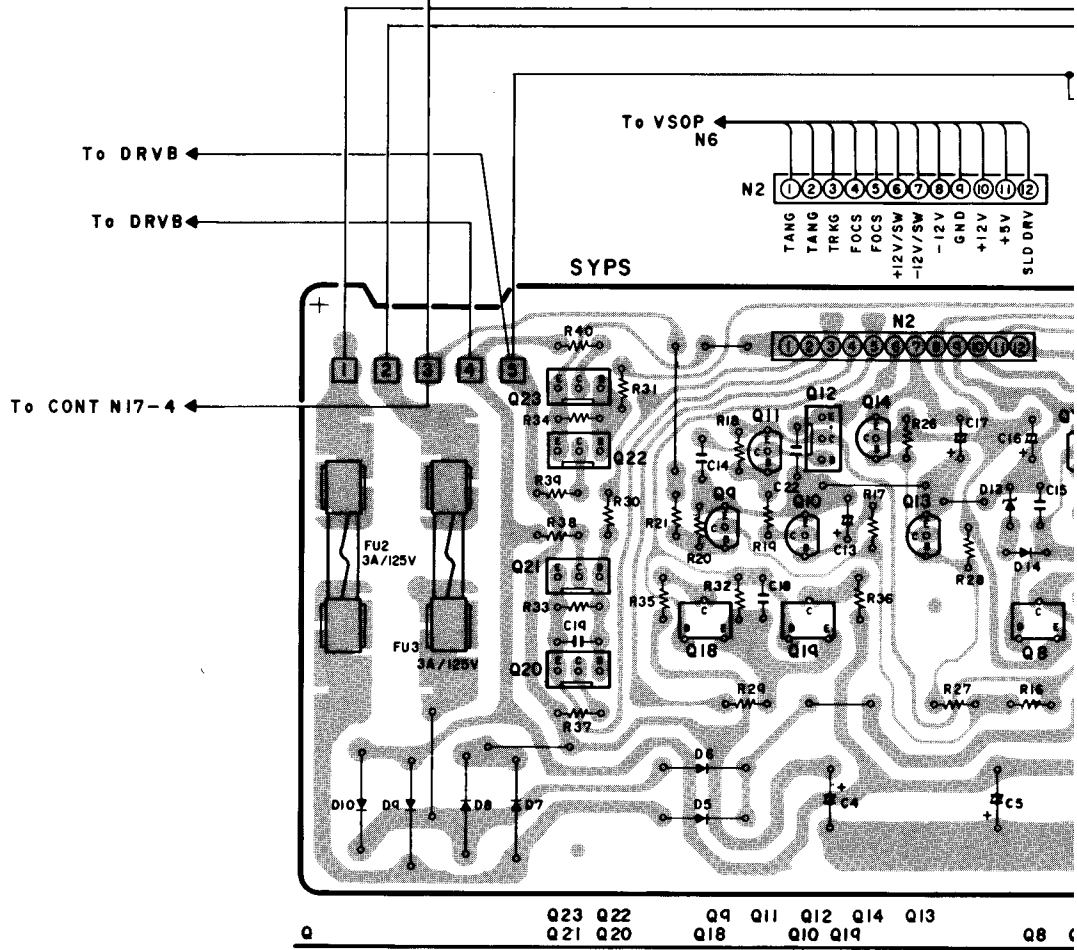 To VSOP
N6
To DRVB
N2 1 2 3 4 5 6 7 8 9 10 11 12
To DRVB
TANG
TANG
TRKG
FOCS
FOCS
+12V/SW
-12V/SW
-12V
GND
+12V
+5V
SLD DRV
SYPS
N2
R40
1 2 3 4 5 6 7 8 9 10 11 12
1 2 3 4 5
E C B
To CONT N17-4
Q23
R31
Q11
Q12
Q14
R34
R18
R26
C17
C16
E C B
Q22
C14
C22
R39
R30
Q9
Q10
R17
Q13
D13
C15
R38
R21
R20
R19
C13
FU2
3A/125V
D14
R28
Q21
E C B
R35
R32
C18
R36
R33
C19
FU3
3A/125V
Q18
Q19
Q8
Q20
E C B
R29
R27
R16
R37
D6
D10
D9
D8
D7
D5
C4
C5
Q23 Q22 Q9 Q11 Q12 Q14 Q13
Q Q21 Q20 Q18 Q10 Q19 Q8